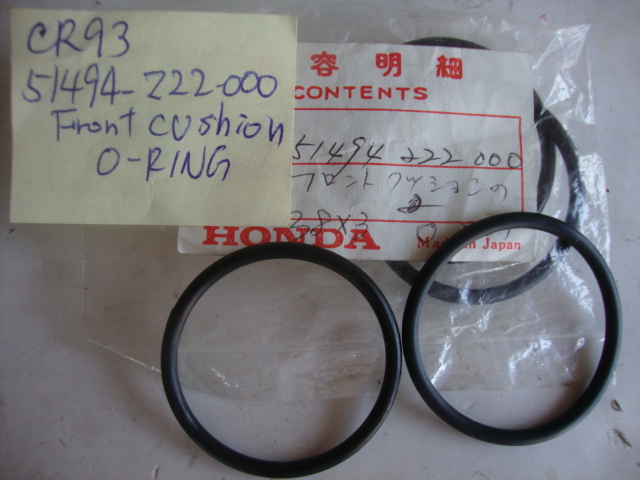 CR93
51494-222-000
Front cushion
O-RING
容明細
CONTENTS
51494 222 000
フロントクッションの
38X3
HONDA
Made in Japan